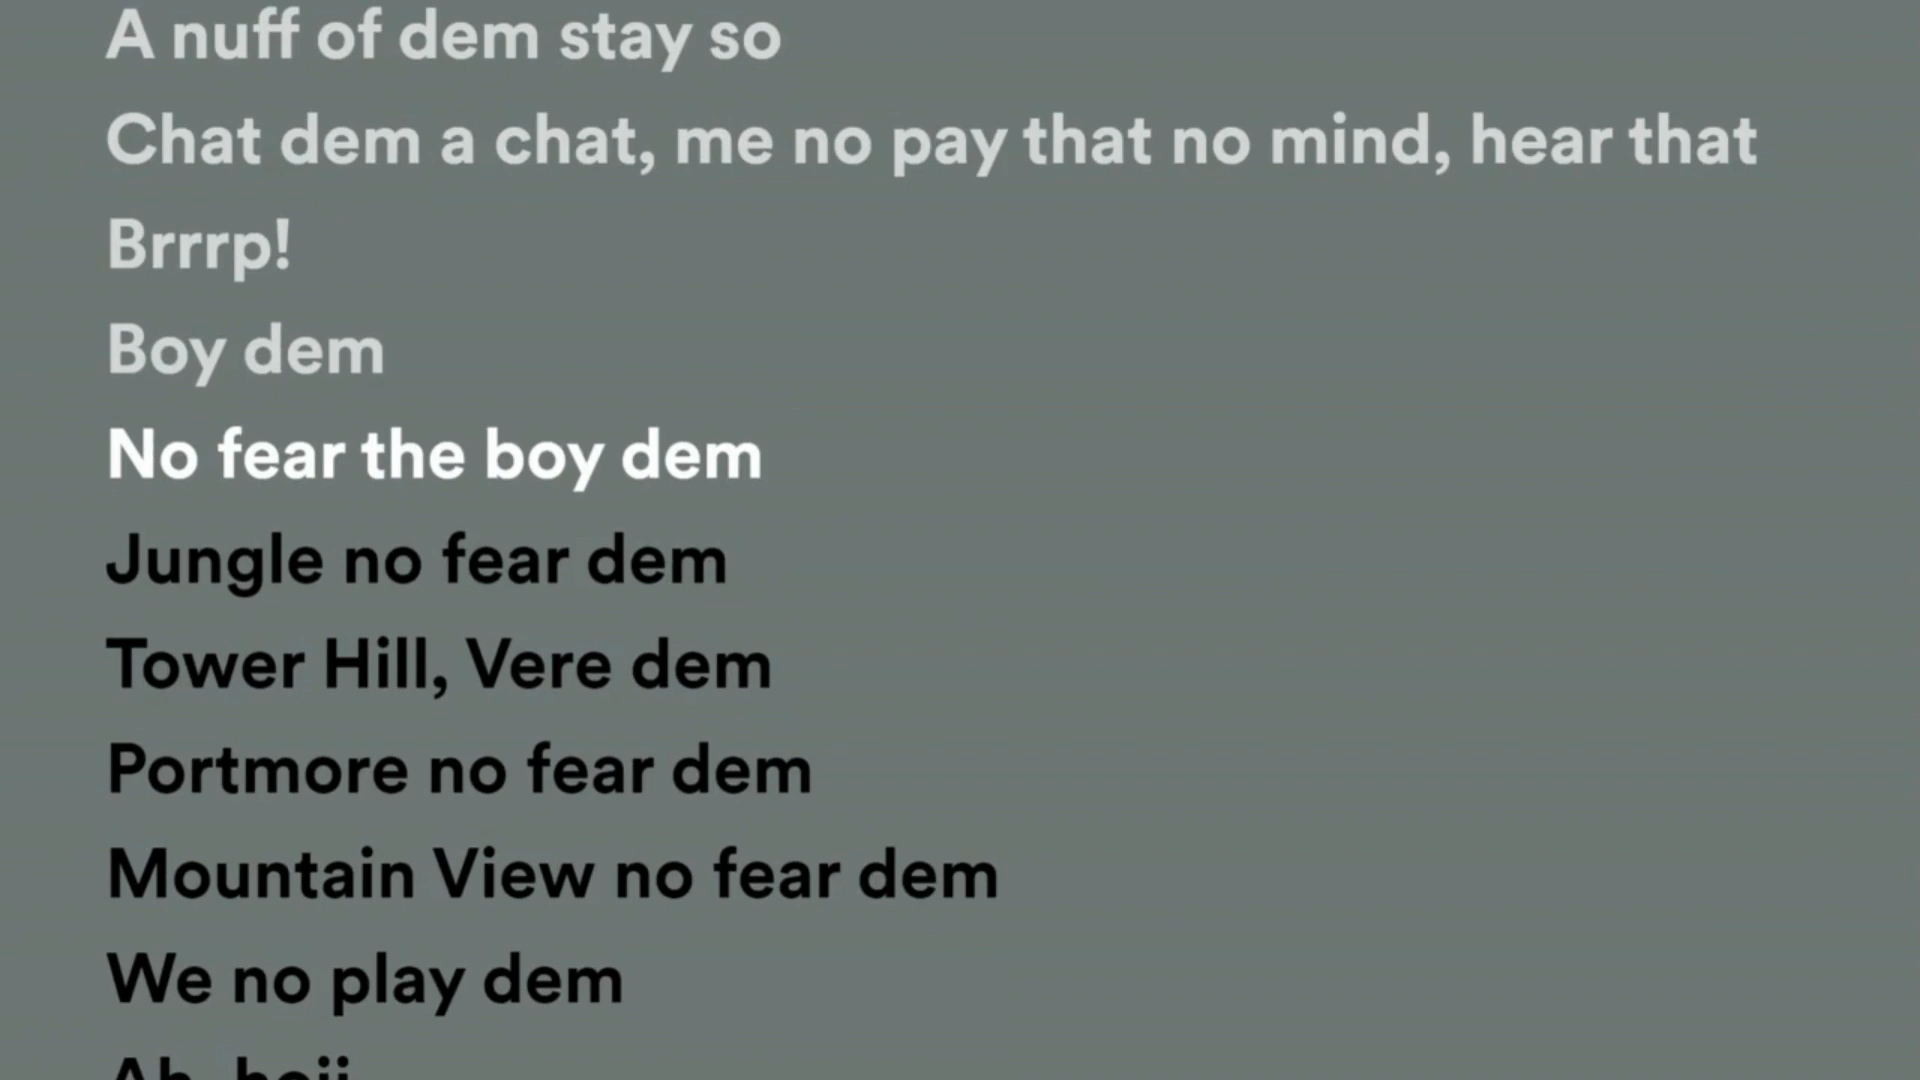 A nuff of dem stay so
Chat dem a chat, me no pay that no mind, hear that
Brrrp!
Boy dem
No fear the boy dem
Jungle no fear dem
Tower Hill, Vere dem
Portmore no fear dem
Mountain View no fear dem
We no play dem